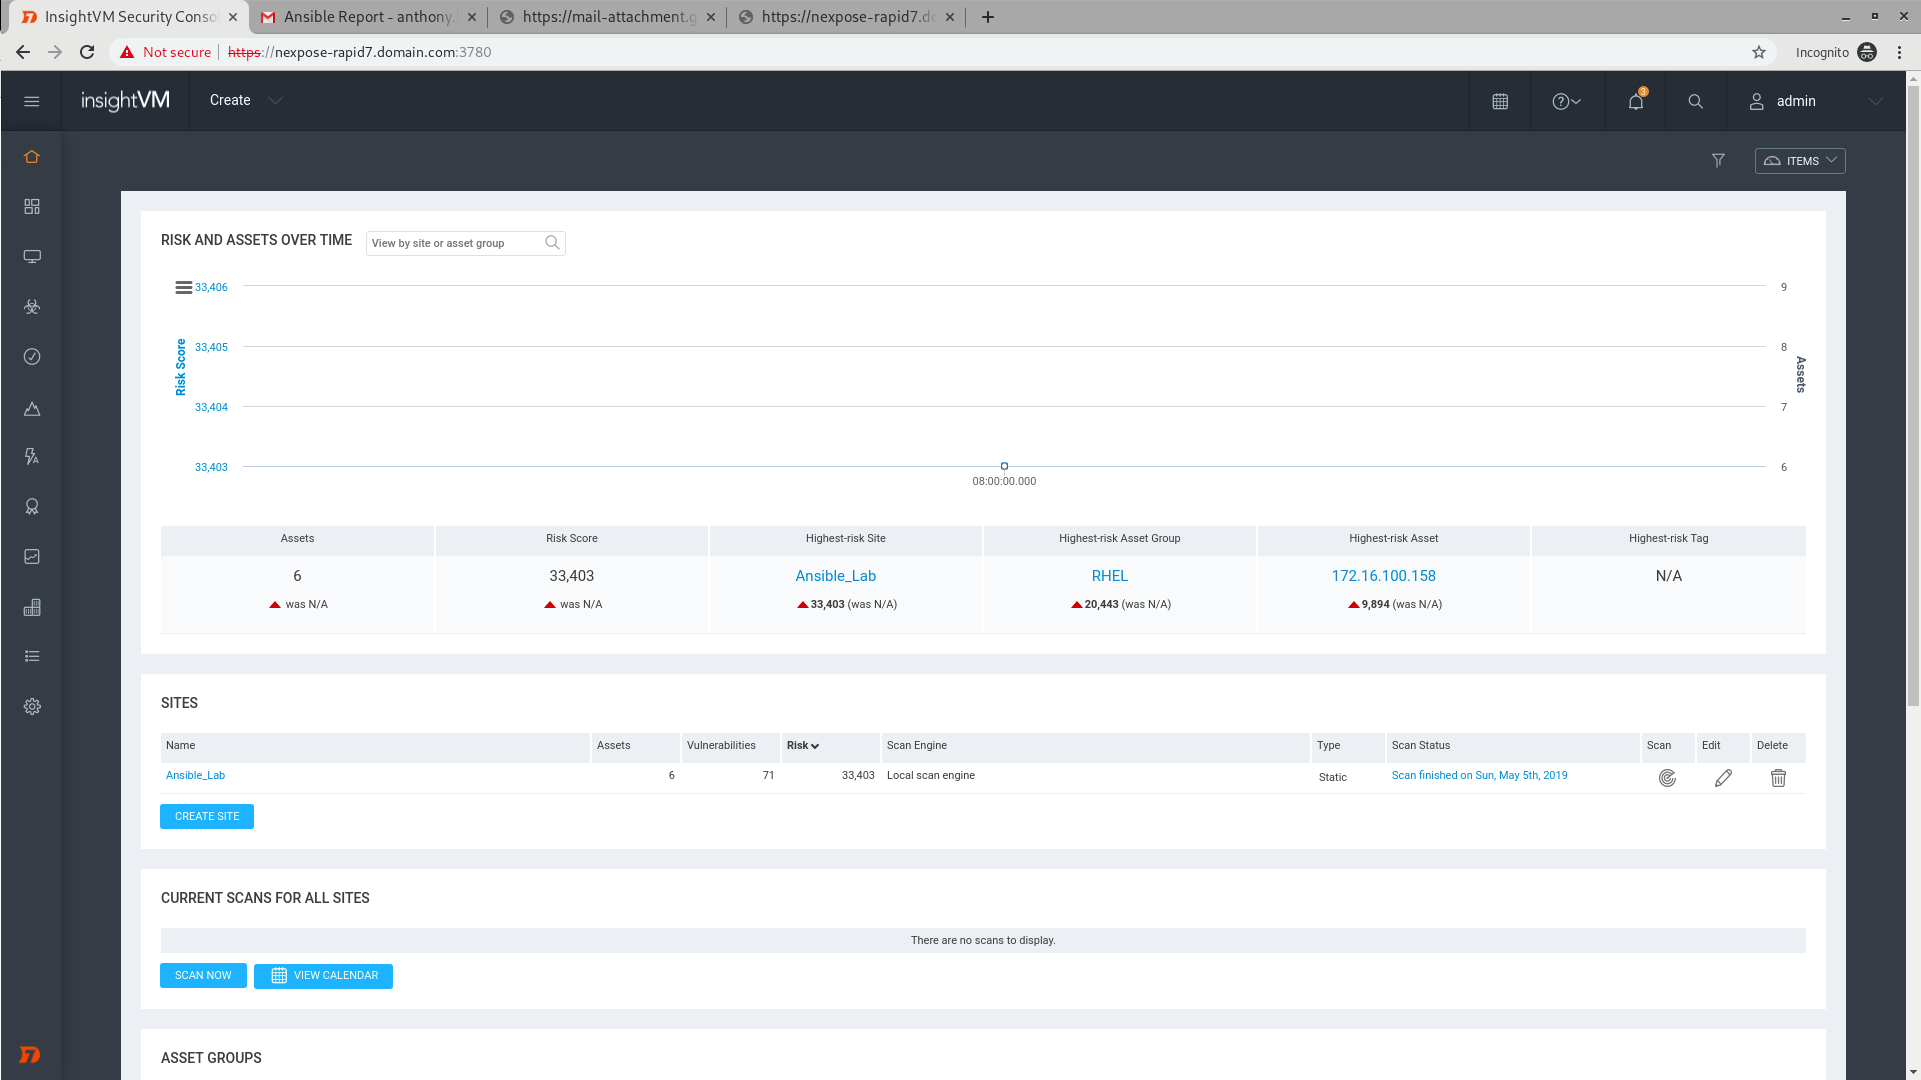 InsightVM Security Conso
Ansible Report - anthony.
https://mail-attachment.g
https://nexpose-rapid7.do
Not secure
https://nexpose-rapid7.domain.com:3780
Incognito
insightVM
Create
3
admin
ITEMS
RISK AND ASSETS OVER TIME
View by site or asset group
33,406
9
33,405
8
Risk Score
Assets
33,404
7
33,403
6
08:00:00.000
Assets Risk Score Highest-risk Site Highest-risk Asset Group Highest-risk Asset Highest-risk Tag
6 33,403 Ansible_Lab RHEL 172.16.100.158 N/A
was N/A was N/A 33,403 (was N/A) 20,443 (was N/A) 9,894 (was N/A)
SITES
Name Assets Vulnerabilities Risk Scan Engine Type Scan Status Scan Edit Delete
Ansible_Lab 6 71 33,403 Local scan engine Static Scan finished on Sun, May 5th, 2019
CREATE SITE
CURRENT SCANS FOR ALL SITES
There are no scans to display.
SCAN NOW VIEW CALENDAR
ASSET GROUPS